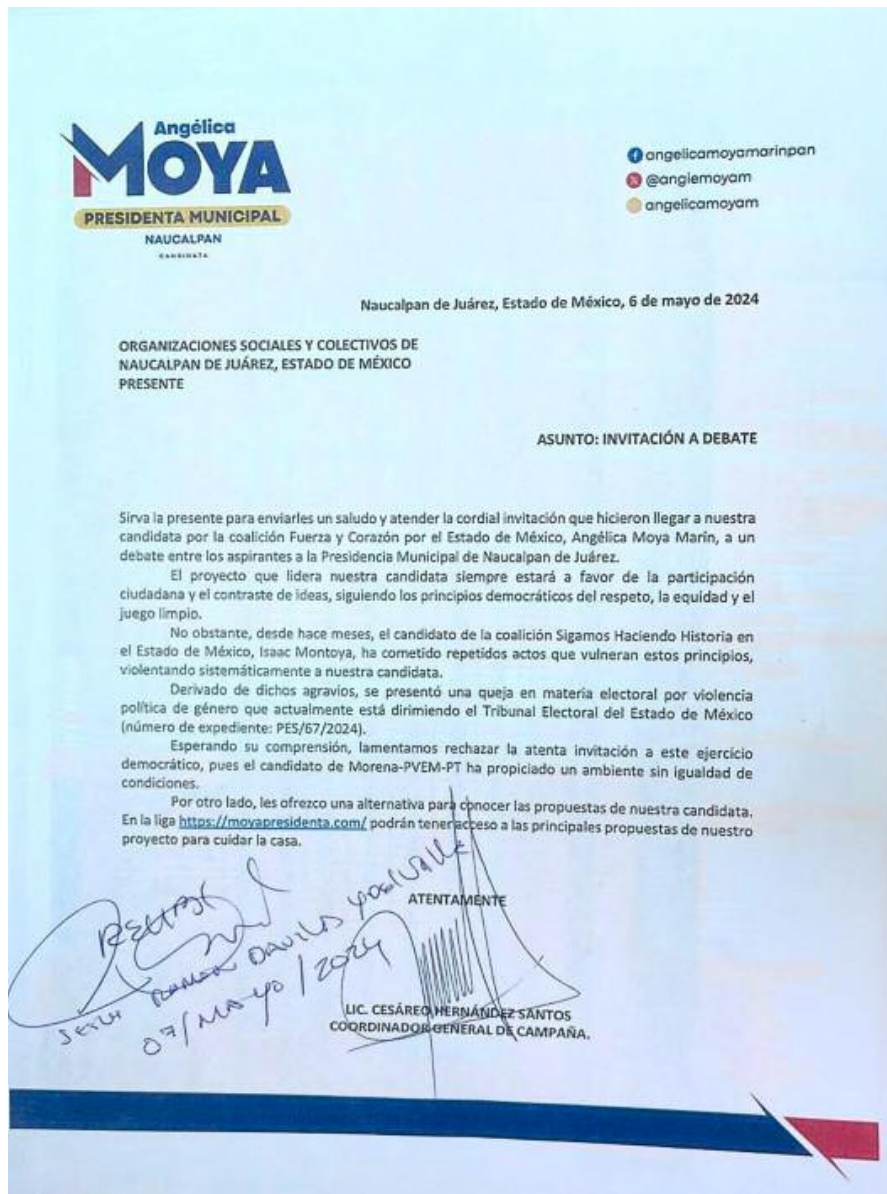 Angélica
MOYA
PRESIDENTA MUNICIPAL
NAUCALPAN
CANDIDATA
angelicamoyamarinpan
@angiemoyam
angelicamoyam
Naucalpan de Juárez, Estado de México, 6 de mayo de 2024
ORGANIZACIONES SOCIALES Y COLECTIVOS DE
NAUCALPAN DE JUÁREZ, ESTADO DE MÉXICO
PRESENTE
ASUNTO: INVITACIÓN A DEBATE
Sirva la presente para enviarles un saludo y atender la cordial invitación que hicieron llegar a nuestra
candidata por la coalición Fuerza y Corazón por el Estado de México, Angélica Moya Marín, a un
debate entre los aspirantes a la Presidencia Municipal de Naucalpan de Juárez.
El proyecto que lidera nuestra candidata siempre estará a favor de la participación
ciudadana y el contraste de ideas, siguiendo los principios democráticos del respeto, la equidad y el
juego limpio.
No obstante, desde hace meses, el candidato de la coalición Sigamos Haciendo Historia en
el Estado de México, Isaac Montoya, ha cometido repetidos actos que vulneran estos principios,
violentando sistemáticamente a nuestra candidata.
Derivado de dichos agravios, se presentó una queja en materia electoral por violencia
política de género que actualmente está dirimiendo el Tribunal Electoral del Estado de México
(número de expediente: PES/67/2024).
Esperando su comprensión, lamentamos rechazar la atenta invitación a este ejercicio
democrático, pues el candidato de Morena-PVEM-PT ha propiciado un ambiente sin igualdad de
condiciones.
Por otro lado, les ofrezco una alternativa para conocer las propuestas de nuestra candidata.
En la liga https://moyapresidenta.com/ podrán tener acceso a las principales propuestas de nuestro
proyecto para cuidar la casa.
ATENTAMENTE
07/MAYO/2024
LIC. CESÁREO HERNÁNDEZ SANTOS
COORDINADOR GENERAL DE CAMPAÑA.